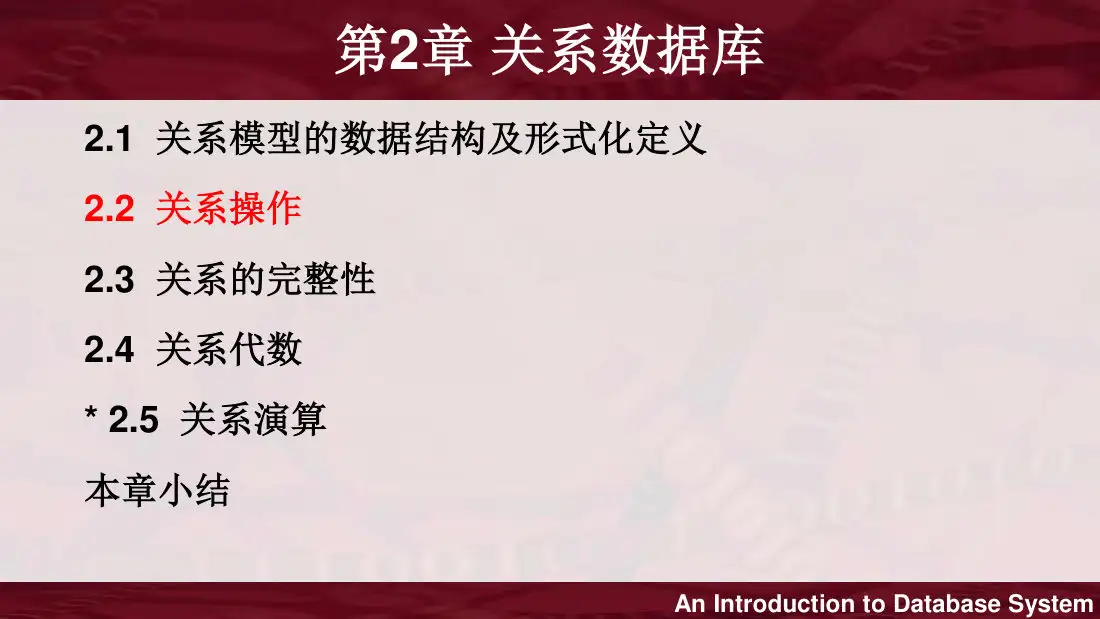 第2章 关系数据库
2.1 关系模型的数据结构及形式化定义
2.2 关系操作
2.3 关系的完整性
2.4 关系代数
* 2.5 关系演算
本章小结
An Introduction to Database System